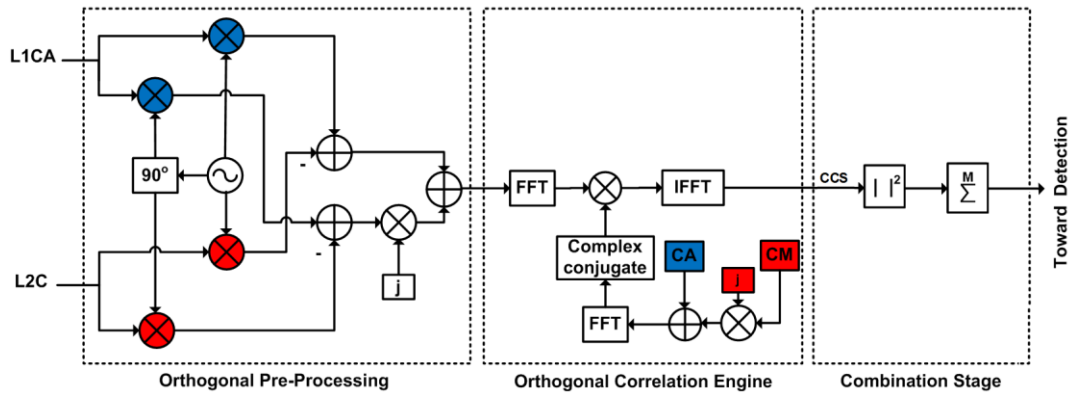 L1CA
90°
-
L2C
-
j
Orthogonal Pre-Processing
FFT
IFFT
Complex
conjugate
CA
CM
j
FFT
Orthogonal Correlation Engine
CCS
| |²
M
Σ
Combination Stage
Toward Detection